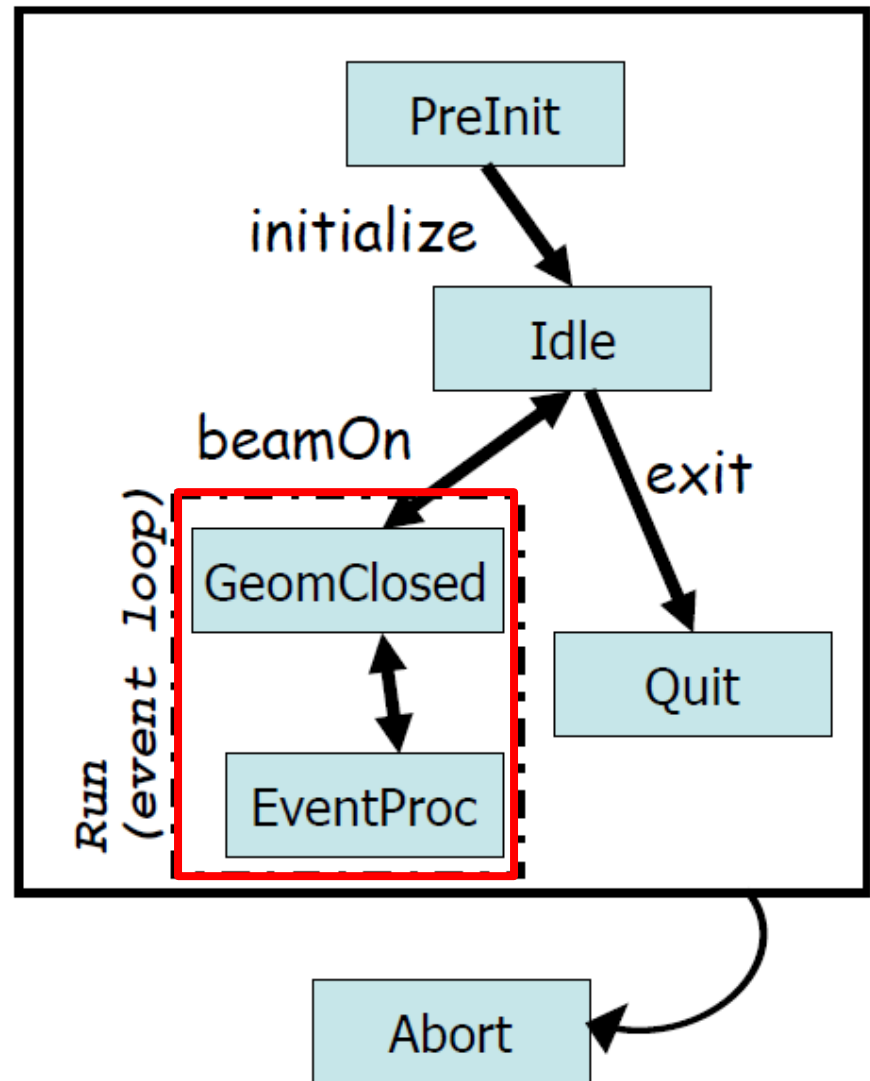 PreInit
initialize
Idle
beamOn
exit
Run
(event loop)
GeomClosed
Quit
EventProc
Abort